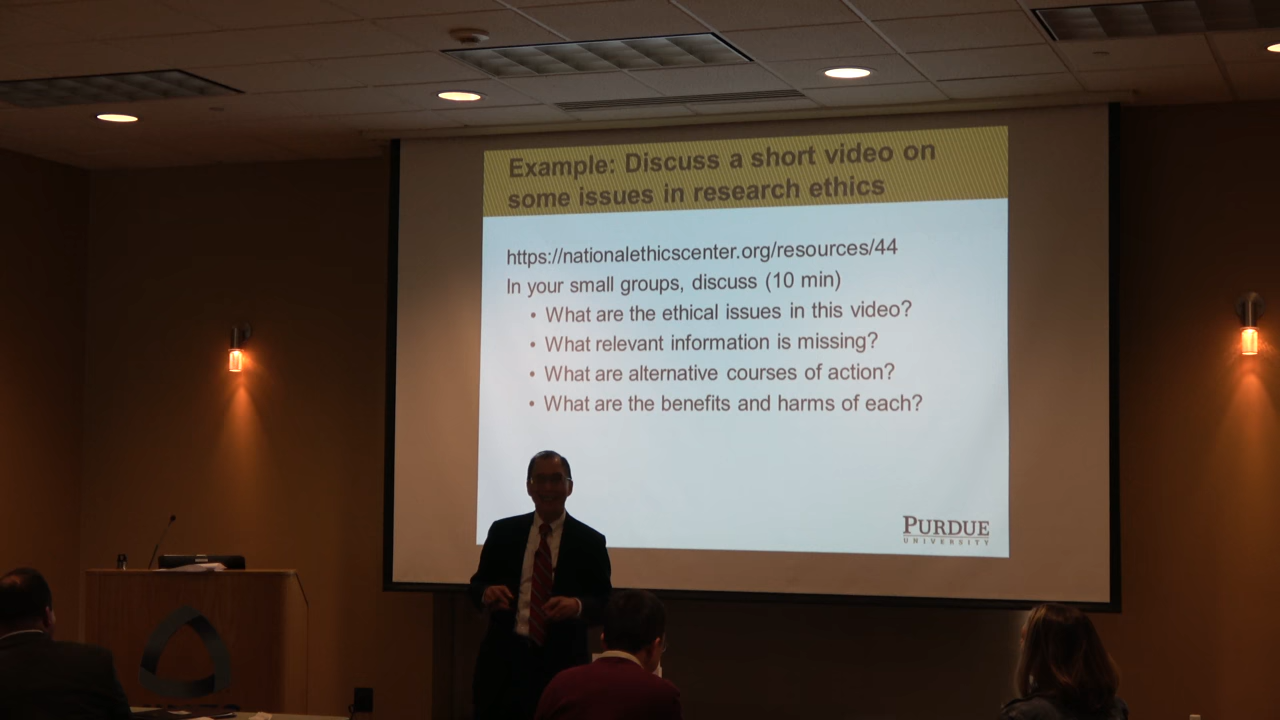 Example: Discuss a short video on
some issues in research ethics
https://nationalethicscenter.org/resources/44
In your small groups, discuss (10 min)
• What are the ethical issues in this video?
• What relevant information is missing?
• What are alternative courses of action?
• What are the benefits and harms of each?
PURDUE
UNIVERSITY